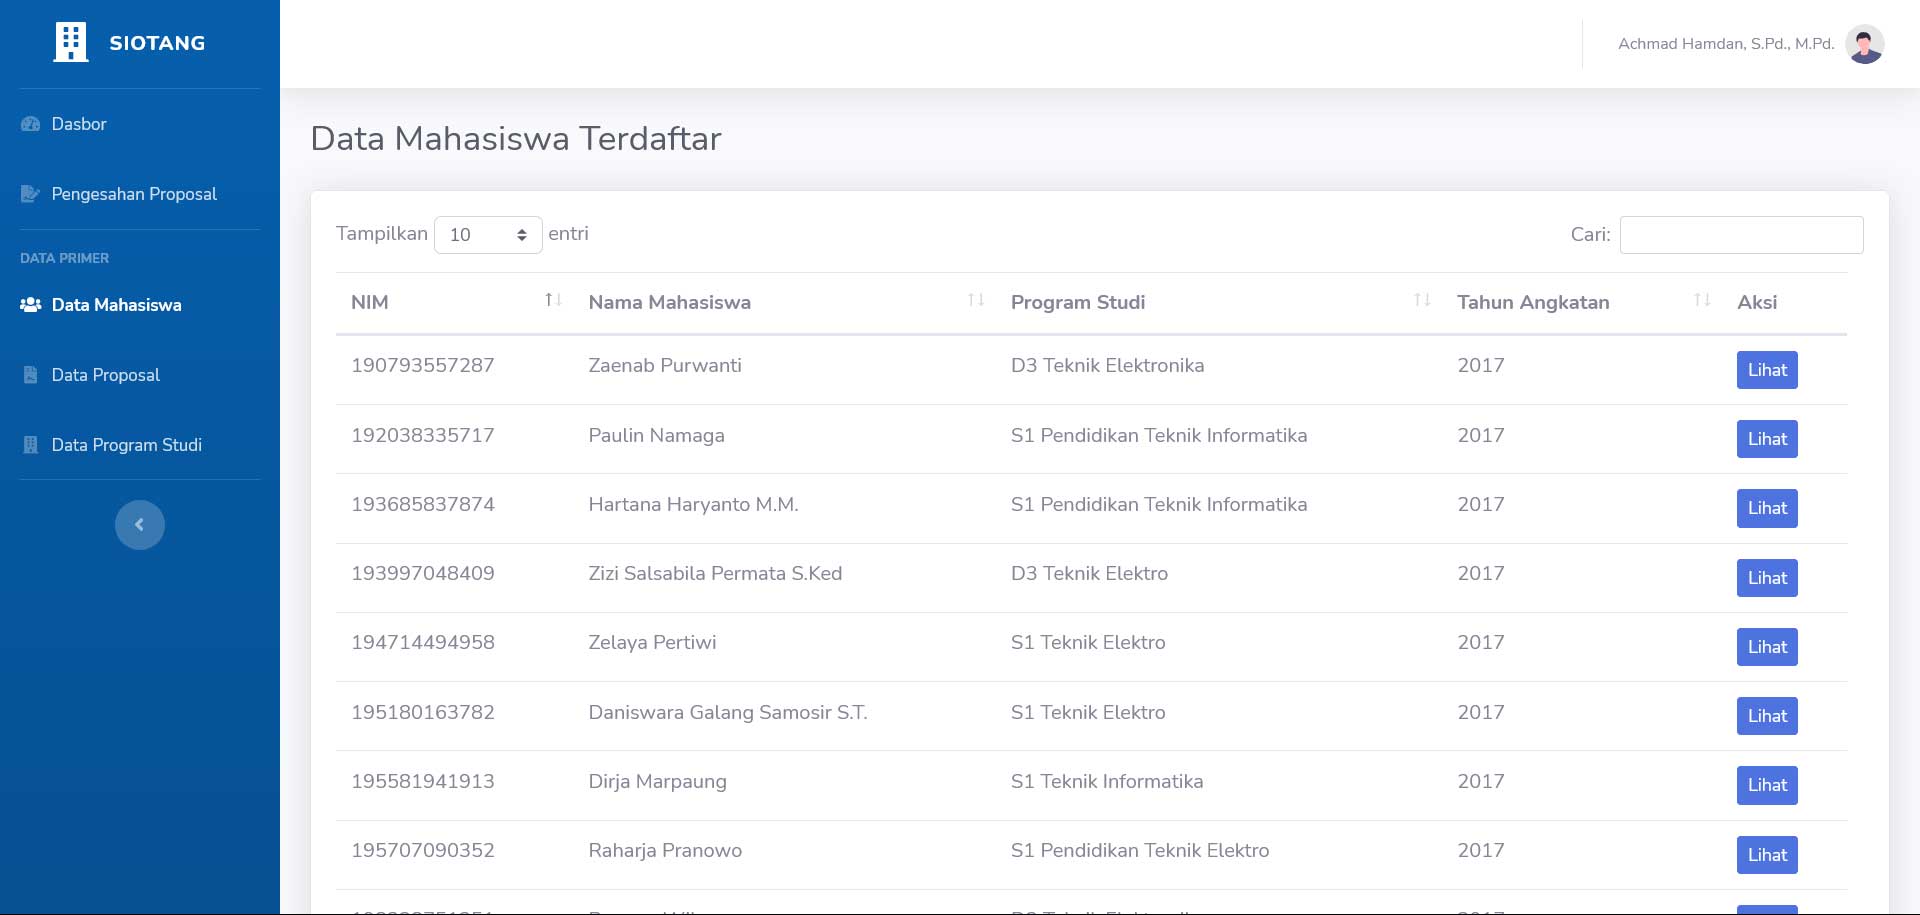 SIOTANG
Achmad Hamdan, S.Pd., M.Pd.
Dasbor
Pengesahan Proposal
DATA PRIMER
Data Mahasiswa
Data Proposal
Data Program Studi
Data Mahasiswa Terdaftar
Tampilkan 10 entri Cari:
NIM Nama Mahasiswa Program Studi Tahun Angkatan Aksi
190793557287 Zaenab Purwanti D3 Teknik Elektronika 2017 Lihat
192038335717 Paulin Namaga S1 Pendidikan Teknik Informatika 2017 Lihat
193685837874 Hartana Haryanto M.M. S1 Pendidikan Teknik Informatika 2017 Lihat
193997048409 Zizi Salsabila Permata S.Ked D3 Teknik Elektro 2017 Lihat
194714494958 Zelaya Pertiwi S1 Teknik Elektro 2017 Lihat
195180163782 Daniswara Galang Samosir S.T. S1 Teknik Elektro 2017 Lihat
195581941913 Dirja Marpaung S1 Teknik Informatika 2017 Lihat
195707090352 Raharja Pranowo S1 Pendidikan Teknik Elektro 2017 Lihat